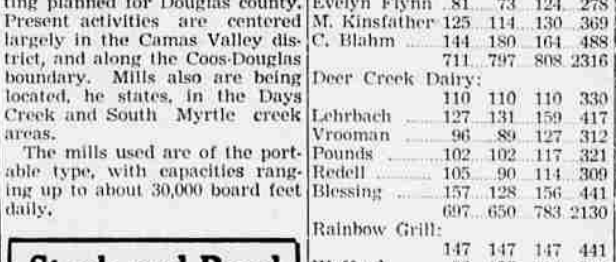 ting planned for Douglas county.
Present activities are centered
largely in the Camas Valley dis-
trict, and along the Coos-Douglas
boundary. Mills also are being
located, he states, in the Days
Creek and South Myrtle creek
areas.
The mills used are of the port-
able type, with capacities rang-
ing up to about 30,000 board feet
daily.
Evelyn Flynn 81 73 124 278
M. Kinsfather 125 114 130 369
C. Blahm 144 180 164 488
711 797 808 2316
Deer Creek Dairy:
110 110 110 330
Lehrbach 127 131 159 417
Vrooman 96 89 127 312
Pounds 102 102 117 321
Redell 105 90 114 309
Blessing 157 128 156 441
697 650 783 2130
Rainbow Grill:
147 147 147 441